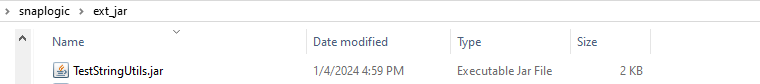 snaplogic > ext_jar
Name Date modified Type Size
TestStringUtils.jar 1/4/2024 4:59 PM Executable Jar File 2 KB